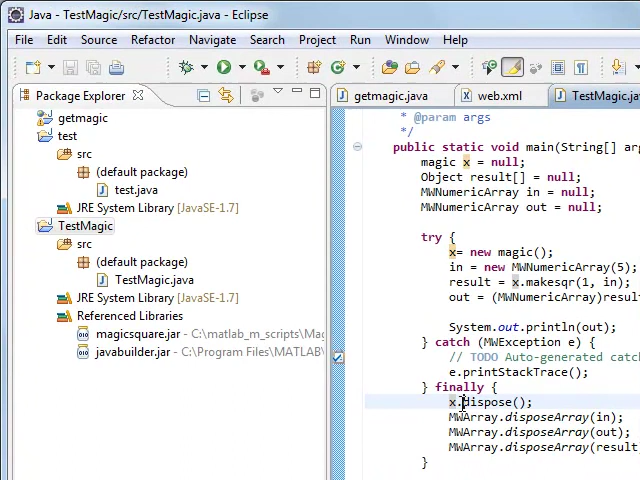 Java - TestMagic/src/TestMagic.java - Eclipse
File Edit Source Refactor Navigate Search Project Run Window Help
Package Explorer
getmagic
test
src
(default package)
test.java
JRE System Library [JavaSE-1.7]
TestMagic
src
(default package)
TestMagic.java
JRE System Library [JavaSE-1.7]
Referenced Libraries
magicsquare.jar - C:\matlab_m_scripts\Mag
javabuilder.jar - C:\Program Files\MATLAB\
getmagic.java web.xml TestMagic.ja
* @param args
*/
public static void main(String[] arg
magic x = null;
Object result[] = null;
MWNumericArray in = null;
MWNumericArray out = null;
try {
x= new magic();
in = new MWNumericArray(5);
result = x.makesqr(1, in);
out = (MWNumericArray)resul
System.out.println(out);
} catch (MWException e) {
// TODO Auto-generated catch
e.printStackTrace();
} finally {
x.dispose();
MWArray.disposeArray(in);
MWArray.disposeArray(out);
MWArray.disposeArray(result
}